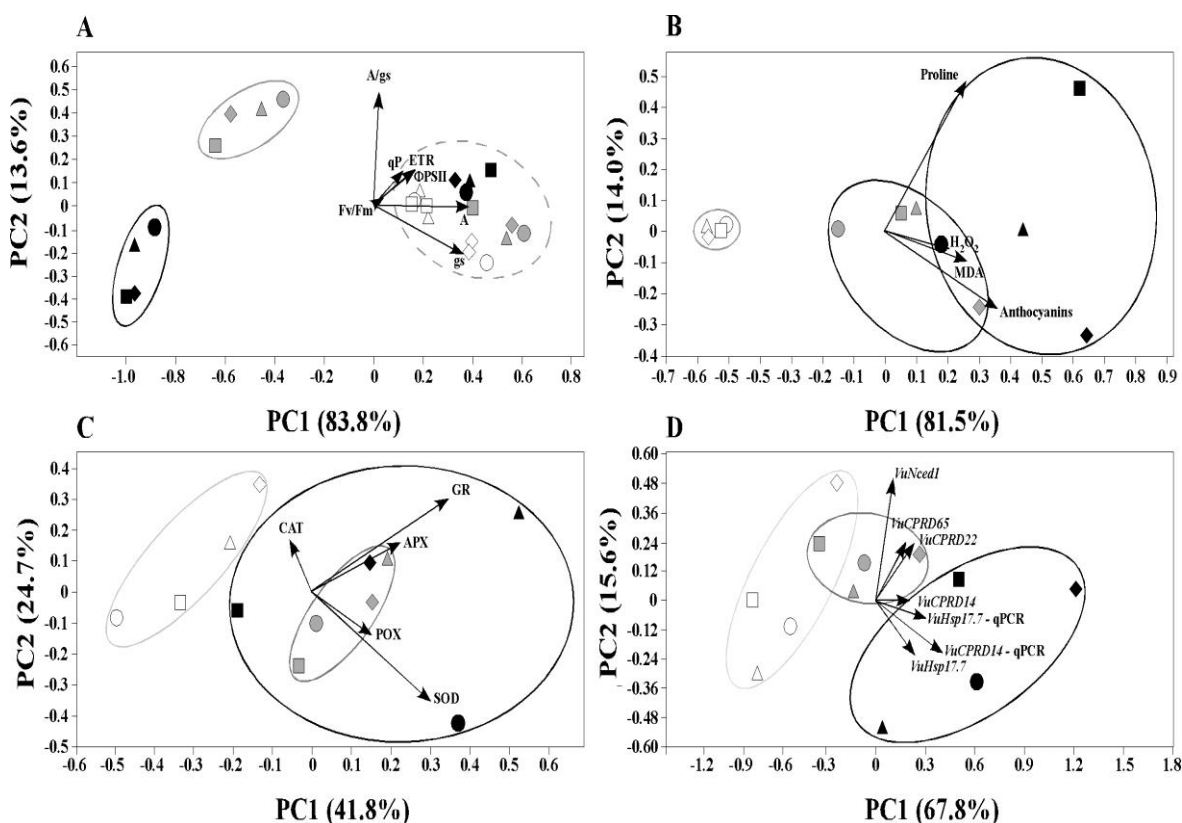 A
B
0.6
0.5
0.4
0.3
0.2
0.1
0
-0.1
-0.2
-0.3
-0.4
-0.5
-0.6
PC2 (13.6%)
A/gs
qP
ETR
ΦPSII
Fv/Fm
A
gs
-1.0
-0.8
-0.6
-0.4
-0.2
0
0.2
0.4
0.6
0.8
PC1 (83.8%)
0.5
0.4
0.3
0.2
0.1
0
-0.1
-0.2
-0.3
-0.4
PC2 (14.0%)
Proline
H2O2
MDA
Anthocyanins
-0.7
-0.6
-0.5
-0.4
-0.3
-0.2
-0.1
0
0.1
0.2
0.3
0.4
0.5
0.6
0.7
0.8
0.9
PC1 (81.5%)
C
D
0.4
0.3
0.2
0.1
0
-0.1
-0.2
-0.3
-0.4
-0.5
PC2 (24.7%)
GR
CAT
APX
POX
SOD
-0.6
-0.5
-0.4
-0.3
-0.2
-0.1
0
0.1
0.2
0.3
0.4
0.5
0.6
PC1 (41.8%)
0.60
0.48
0.36
0.24
0.12
0
-0.12
-0.24
-0.36
-0.48
-0.60
PC2 (15.6%)
VuNced1
VuCPRD65
VuCPRD22
VuCPRD14
VuHsp17.7 - qPCR
VuCPRD14 - qPCR
VuHsp17.7
-1.2
-0.9
-0.6
-0.3
0
0.3
0.6
0.9
1.2
1.5
1.8
PC1 (67.8%)